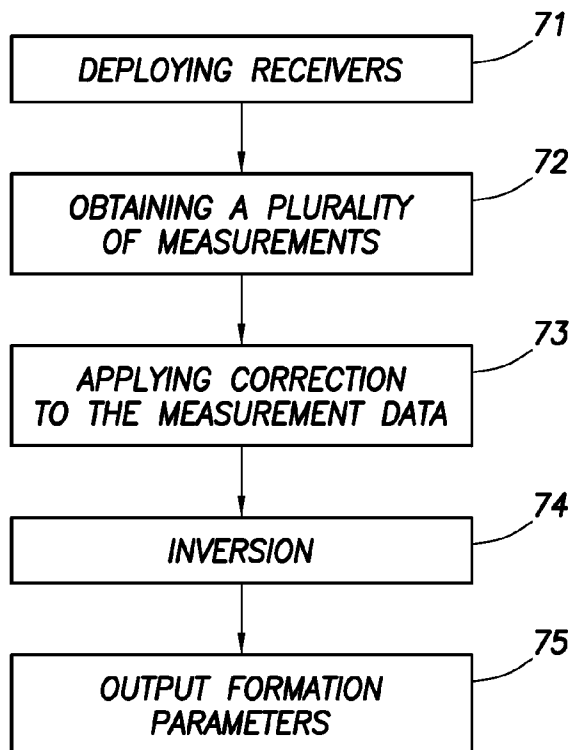 71
DEPLOYING RECEIVERS
72
OBTAINING A PLURALITY
OF MEASUREMENTS
73
APPLYING CORRECTION
TO THE MEASUREMENT DATA
74
INVERSION
75
OUTPUT FORMATION
PARAMETERS